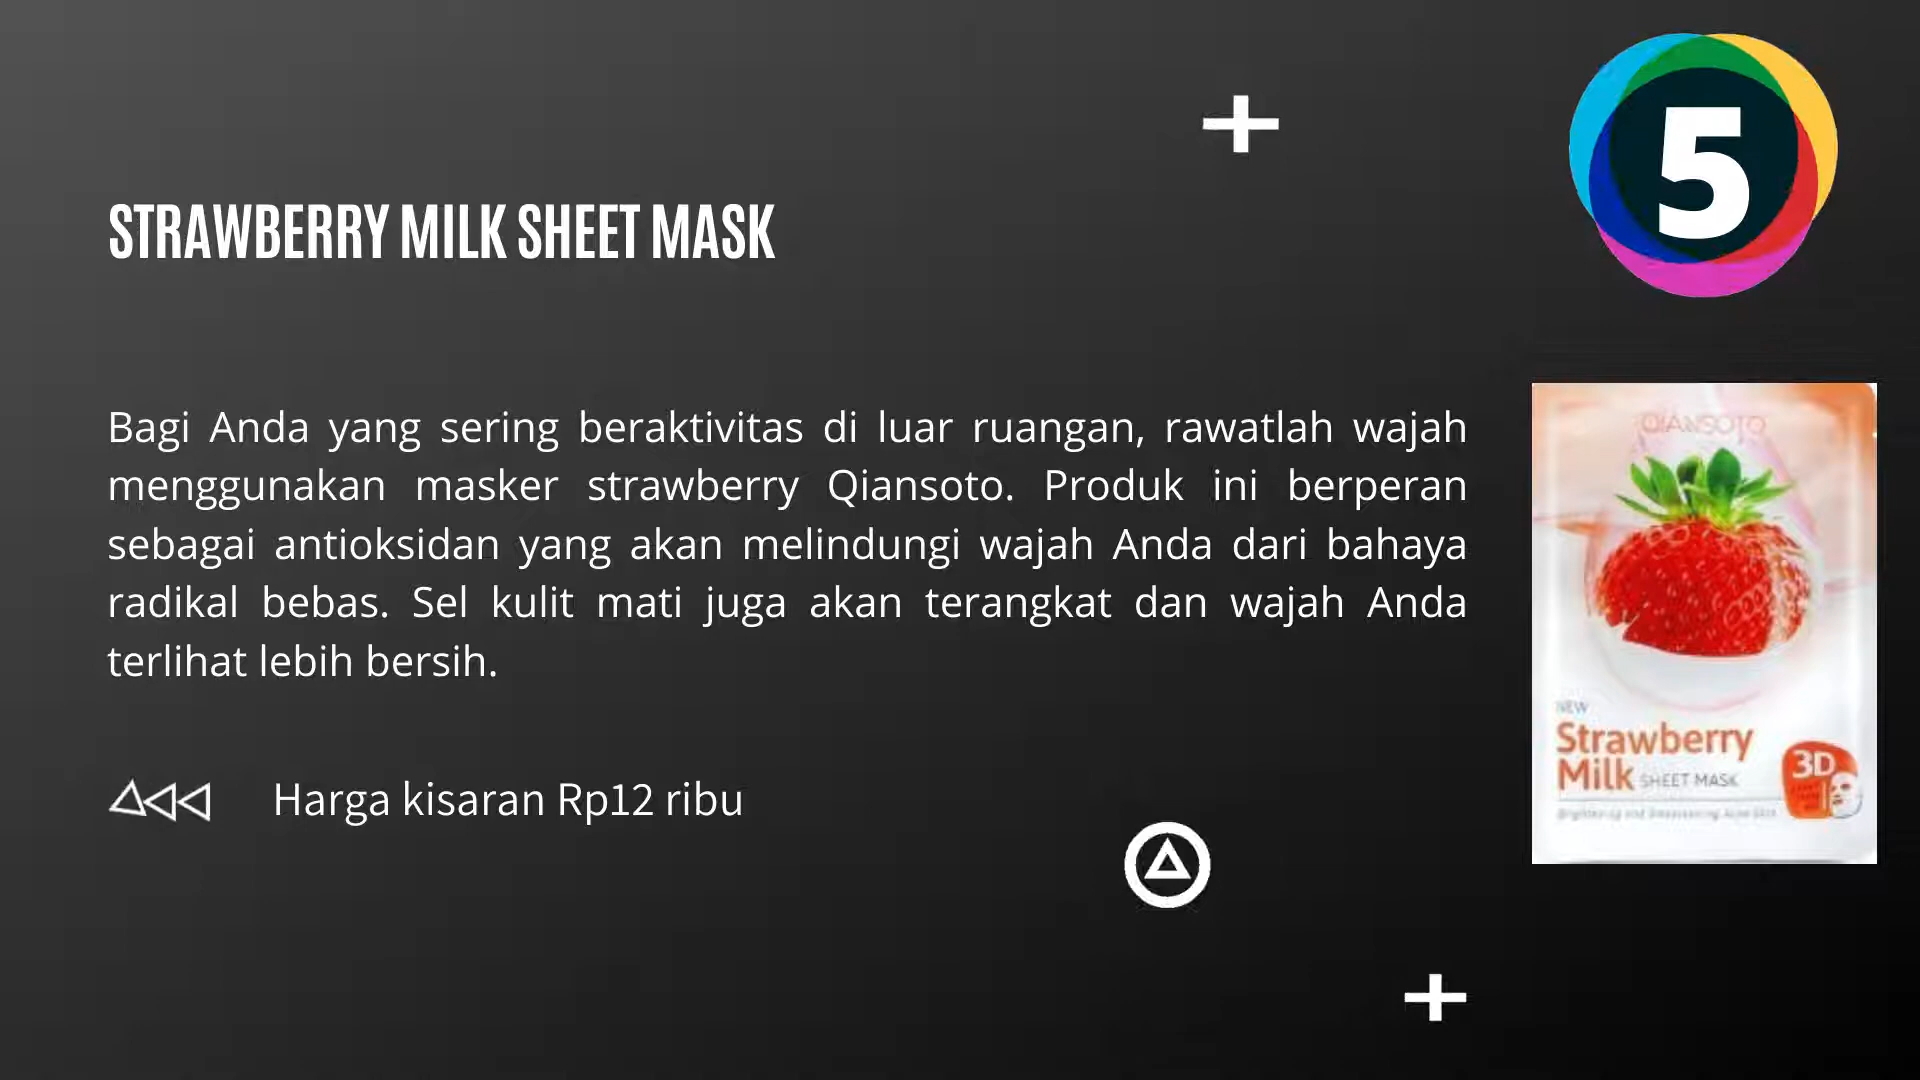 5
STRAWBERRY MILK SHEET MASK
Bagi Anda yang sering beraktivitas di luar ruangan, rawatlah wajah
menggunakan masker strawberry Qiansoto. Produk ini berperan
sebagai antioksidan yang akan melindungi wajah Anda dari bahaya
radikal bebas. Sel kulit mati juga akan terangkat dan wajah Anda
terlihat lebih bersih.
Harga kisaran Rp12 ribu
QIANSOTO
NEW
Strawberry
Milk SHEET MASK
3D